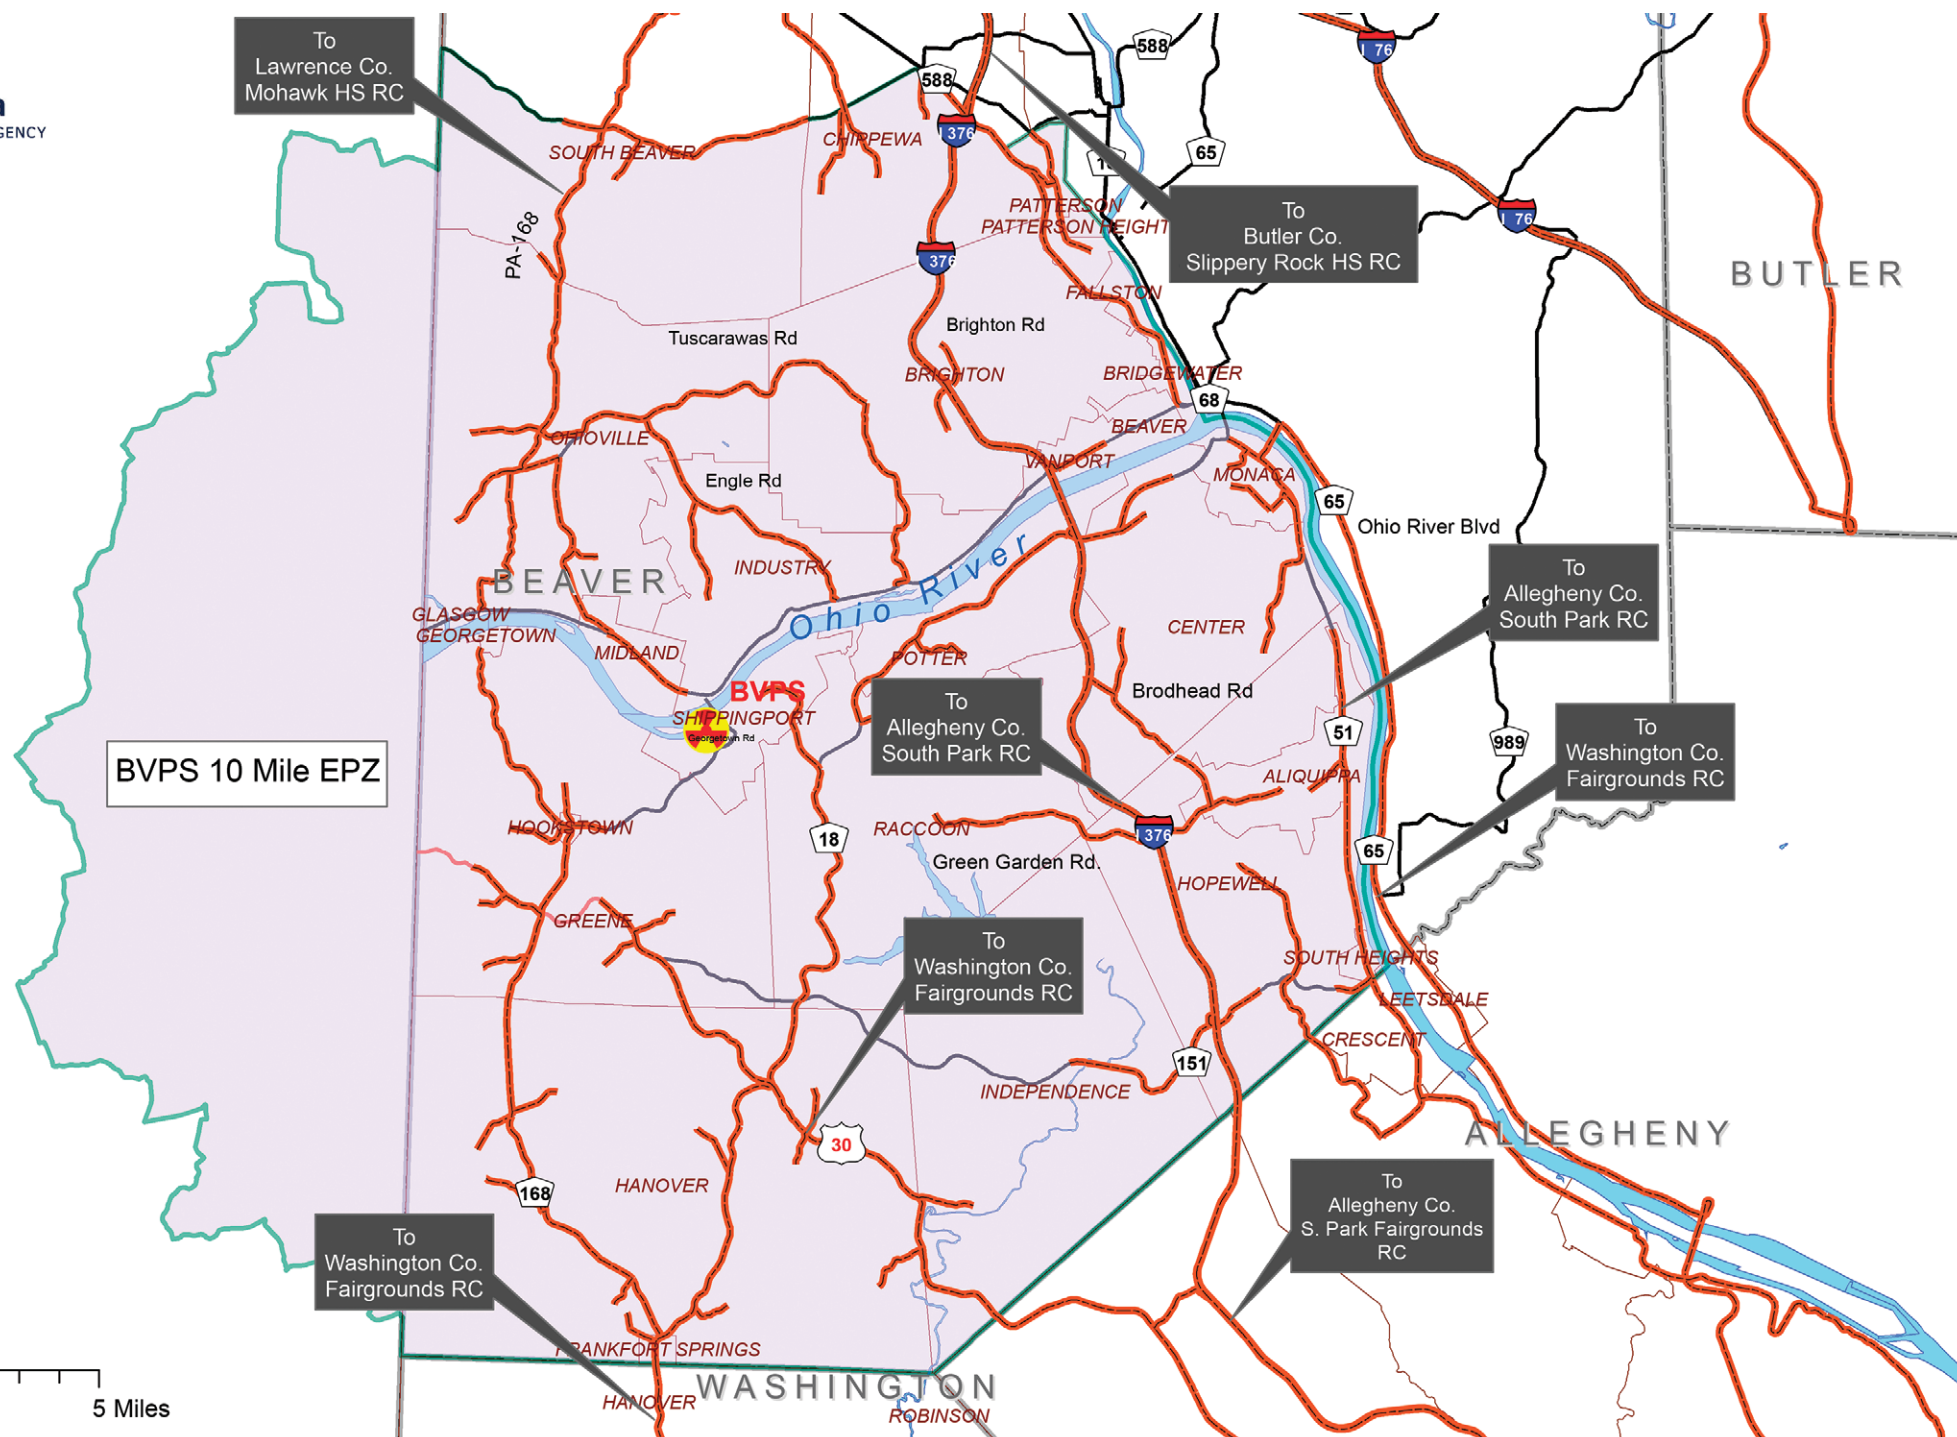 To
Lawrence Co.
Mohawk HS RC
588
588
I 76
GENCY
SOUTH BEAVER
CHIPPEWA
I 376
65
PATTERSON
PATTERSON HEIGHT
To
Butler Co.
Slippery Rock HS RC
I 76
PA-168
376
BUTLER
FALLSTON
Tuscarawas Rd
Brighton Rd
BRIGHTON
BRIDGEWATER
68
OHIOVILLE
BEAVER
VANPORT
MONACA
Engle Rd
65
Ohio River Blvd
INDUSTRY
BEAVER
Ohio River
To
Allegheny Co.
South Park RC
GLASGOW
GEORGETOWN
MIDLAND
POTTER
CENTER
BVPS
SHIPPINGPORT
Georgetown Rd
Brodhead Rd
To
Allegheny Co.
South Park RC
51
989
To
Washington Co.
Fairgrounds RC
BVPS 10 Mile EPZ
ALIQUIPPA
HOOKSTOWN
18
RACCOON
I 376
65
Green Garden Rd.
HOPEWELL
GREENE
To
Washington Co.
Fairgrounds RC
SOUTH HEIGHTS
LEETSDALE
CRESCENT
151
INDEPENDENCE
30
ALLEGHENY
HANOVER
168
To
Allegheny Co.
S. Park Fairgrounds
RC
To
Washington Co.
Fairgrounds RC
FRANKFORT SPRINGS
WASHINGTON
HANOVER
ROBINSON
5 Miles